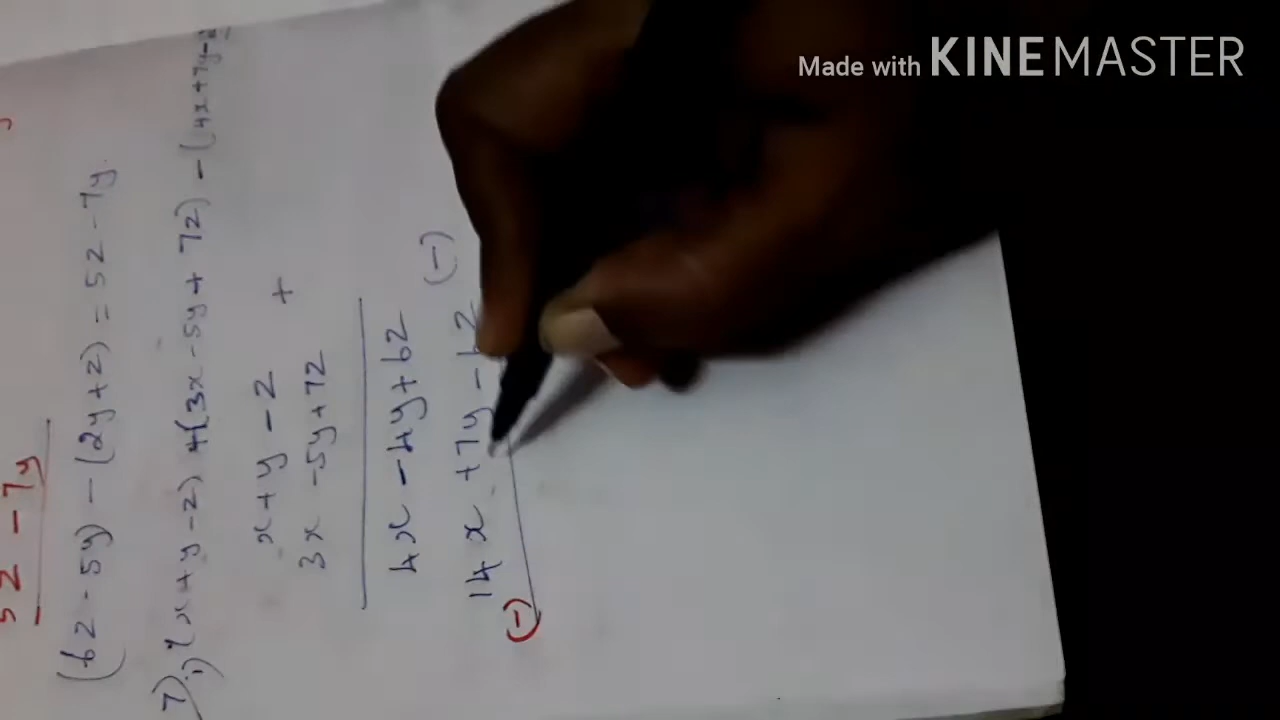 Made with KINEMASTER
5z - 7y
(6z - 5y) - (2y + z) = 5z - 7y.
7) i) (x + y - z) + (3x - 5y + 7z) - (14x + 7y -
x + y - z
3x - 5y + 7z +
4x - 4y + 6z
14x + 7y - 6z (-)
(-)